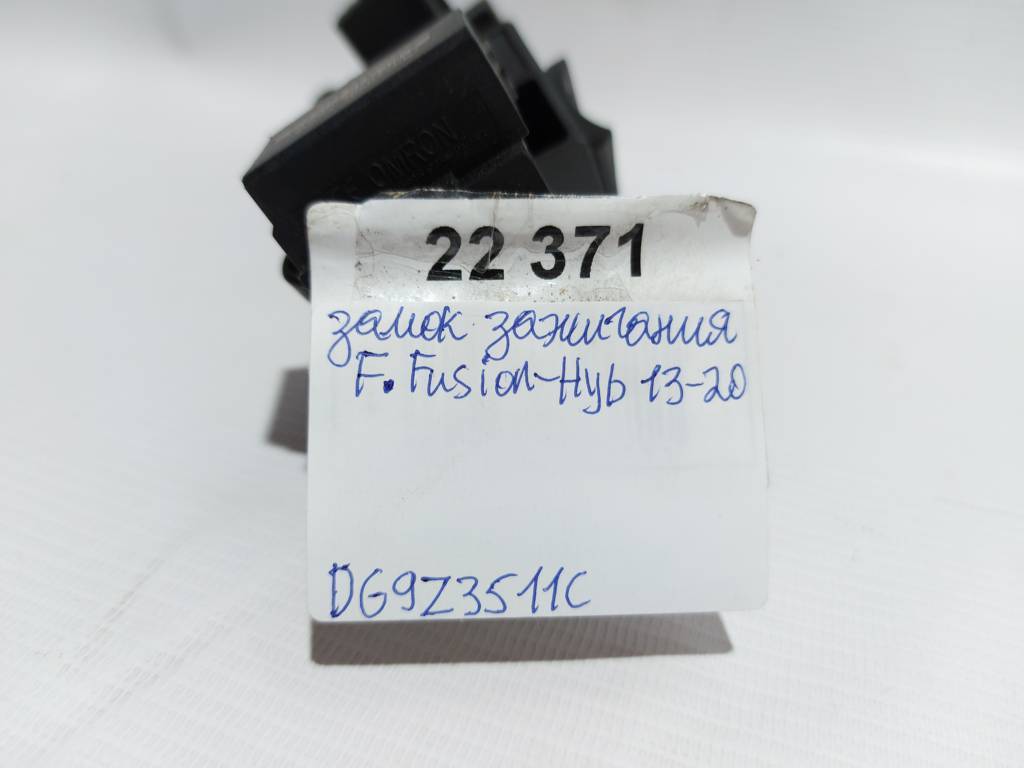 OMRON
22 371
замок зажигания
F. Fusion-Hyb 13-20
DG9Z3511C